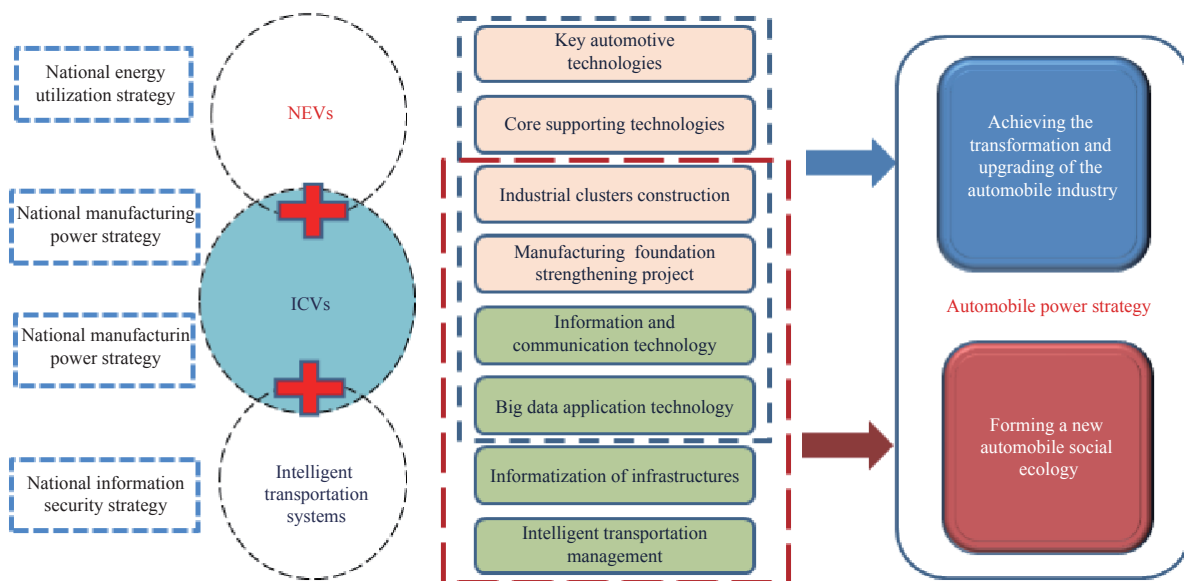 National energy
utilization strategy
National manufacturing
power strategy
National manufacturin
power strategy
National information
security strategy
NEVs
ICVs
Intelligent
transportation
systems
Key automotive
technologies
Core supporting technologies
Industrial clusters construction
Manufacturing foundation
strengthening project
Information and
communication technology
Big data application technology
Informatization of infrastructures
Intelligent transportation
management
Achieving the
transformation and
upgrading of the
automobile industry
Automobile power strategy
Forming a new
automobile social
ecology